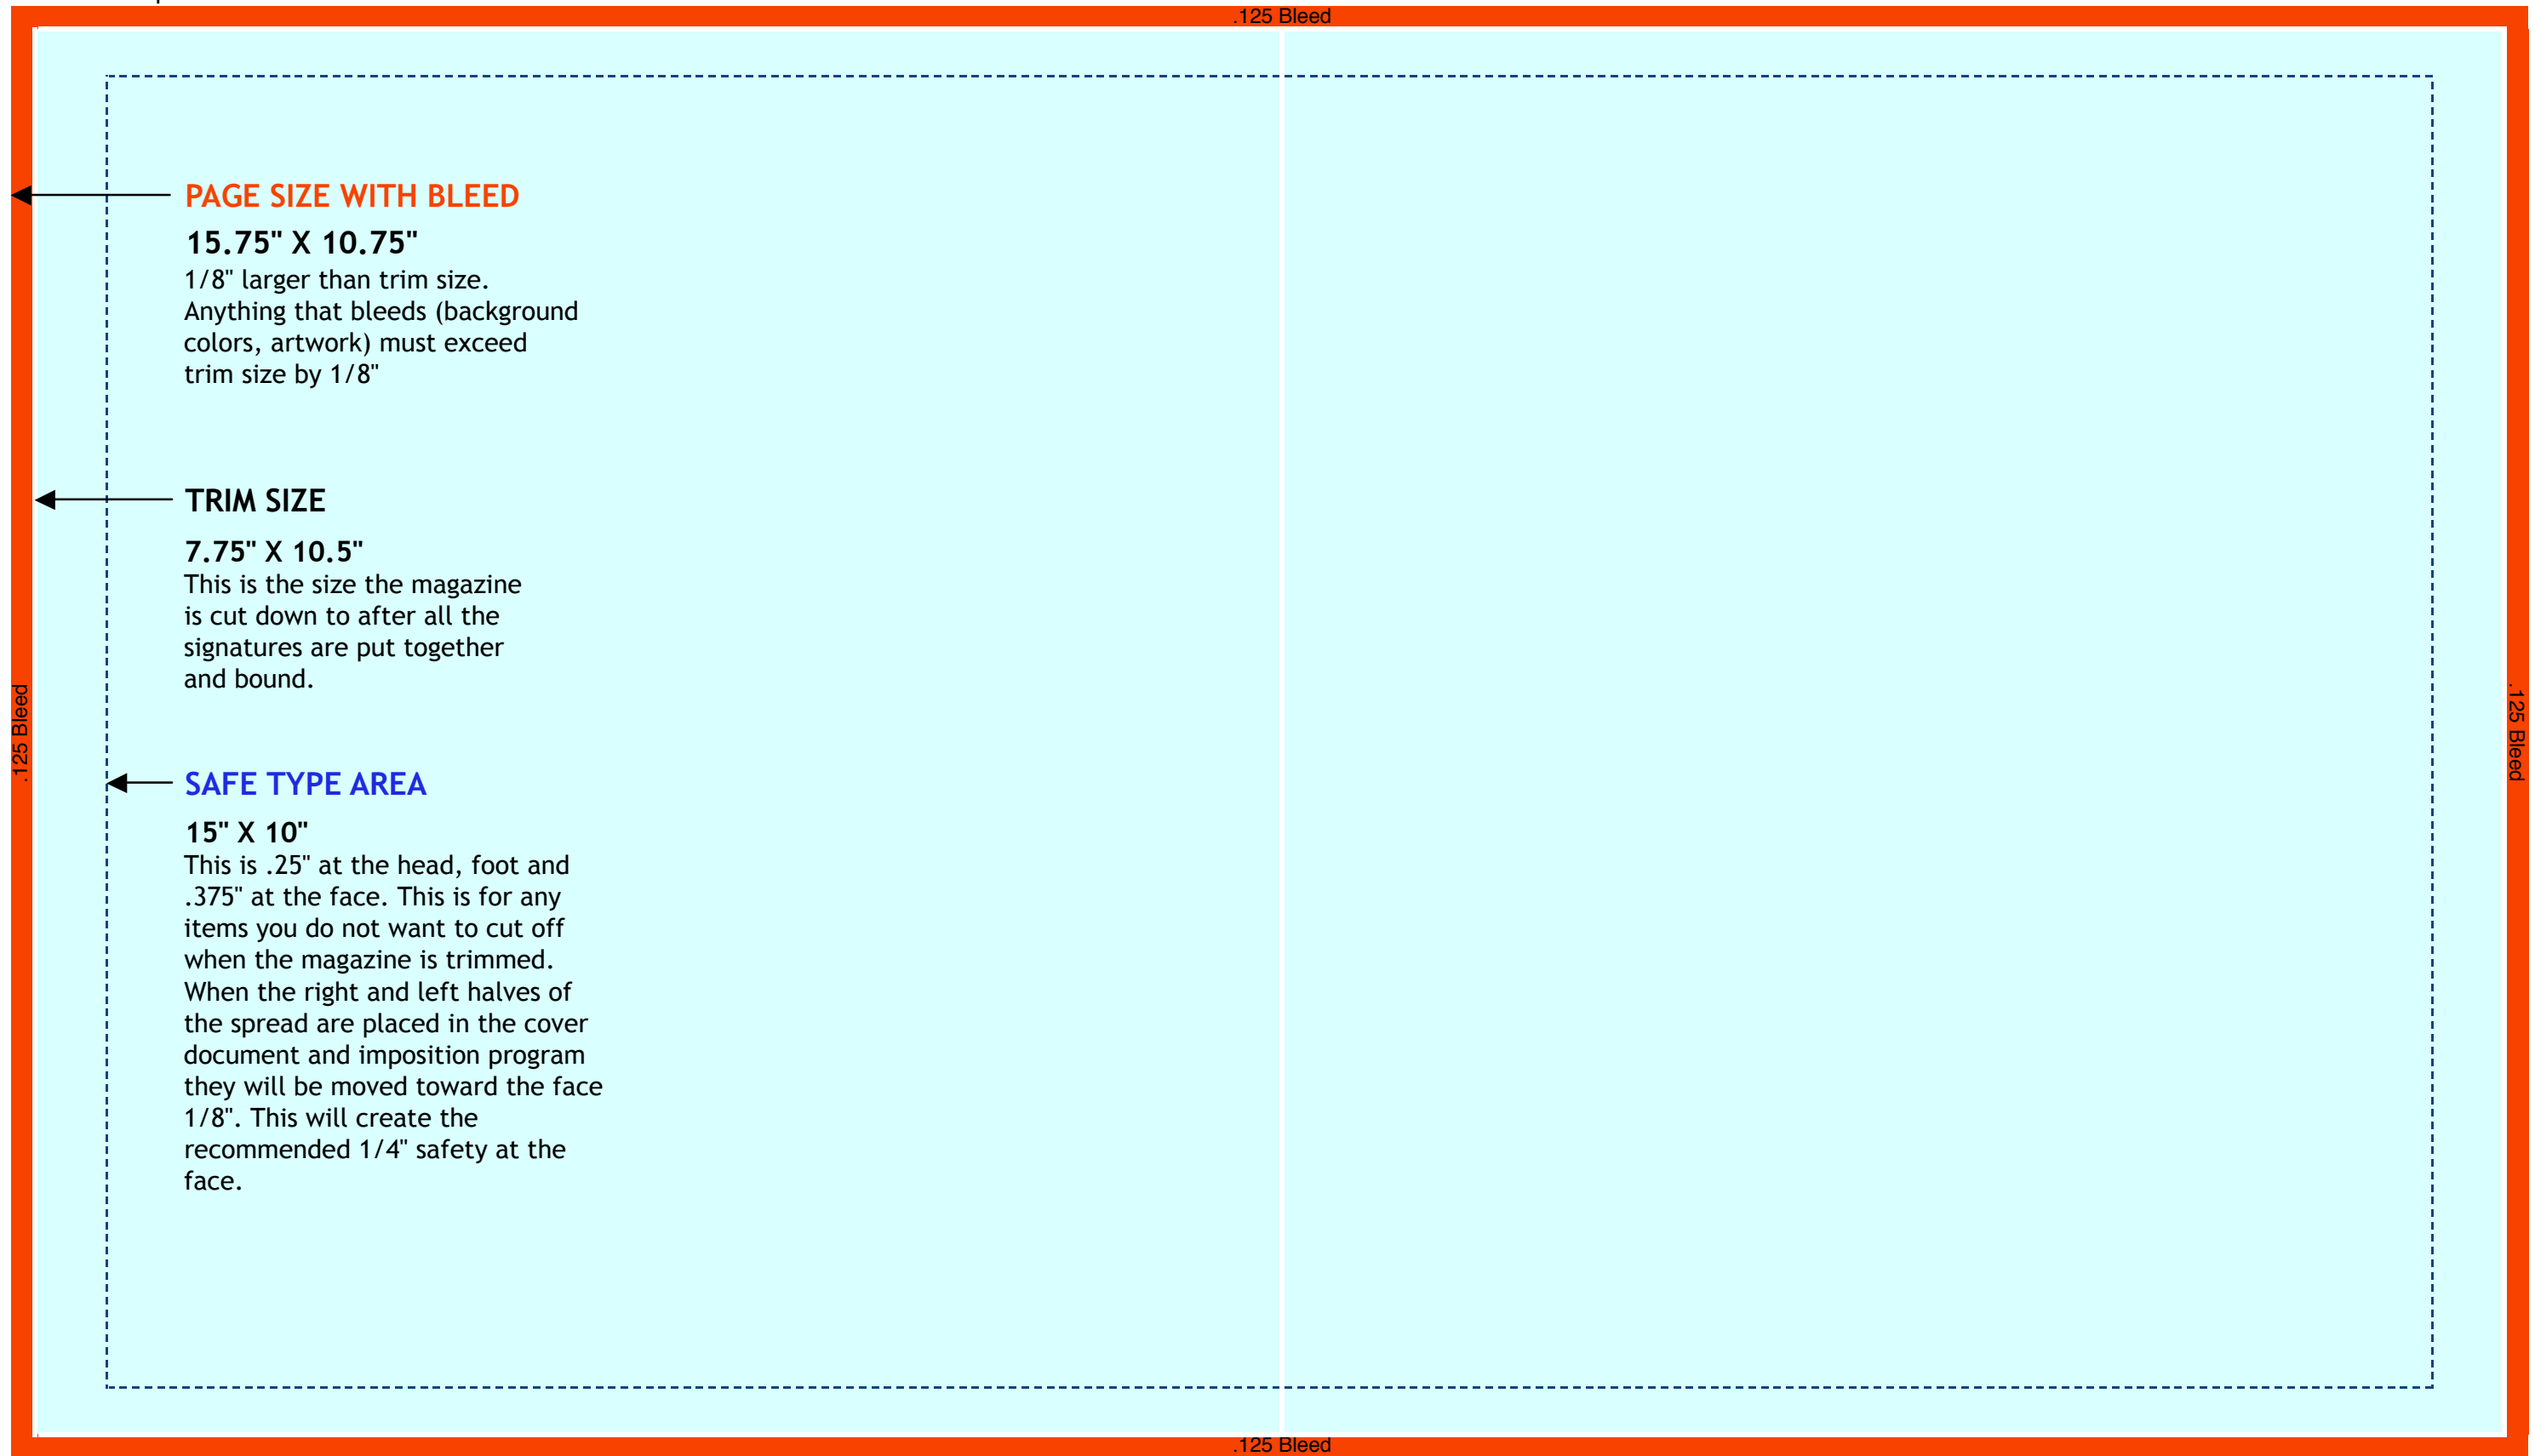 .125 Bleed
PAGE SIZE WITH BLEED
15.75" X 10.75"
1/8" larger than trim size.
Anything that bleeds (background
colors, artwork) must exceed
trim size by 1/8"
TRIM SIZE
7.75" X 10.5"
This is the size the magazine
is cut down to after all the
signatures are put together
and bound.
.125 Bleed
.125 Bleed
SAFE TYPE AREA
15" X 10"
This is .25" at the head, foot and
.375" at the face. This is for any
items you do not want to cut off
when the magazine is trimmed.
When the right and left halves of
the spread are placed in the cover
document and imposition program
they will be moved toward the face
1/8". This will create the
recommended 1/4" safety at the
face.
.125 Bleed